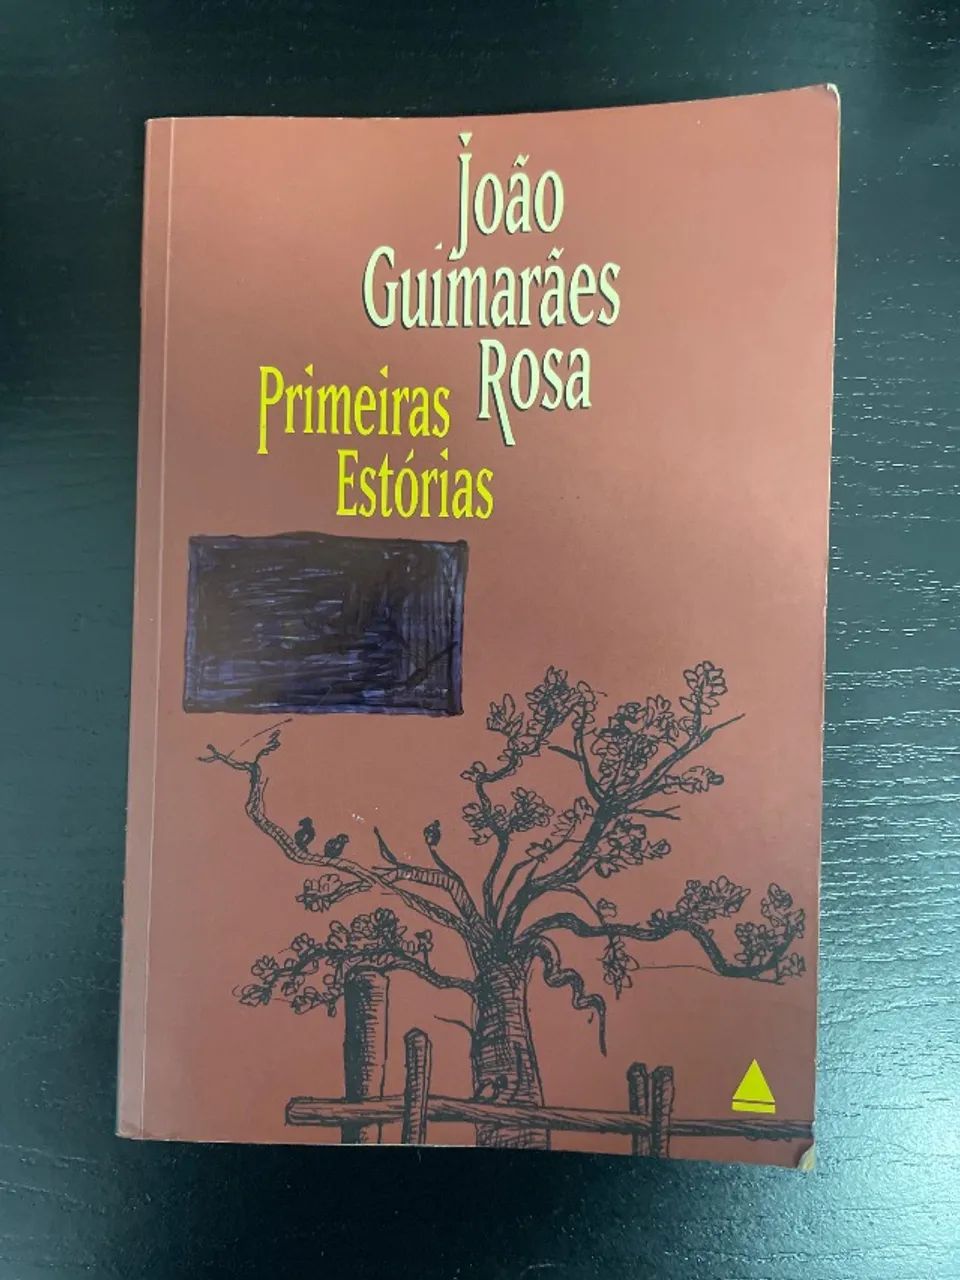 João
Guimarães
Rosa
Primeiras
Estórias